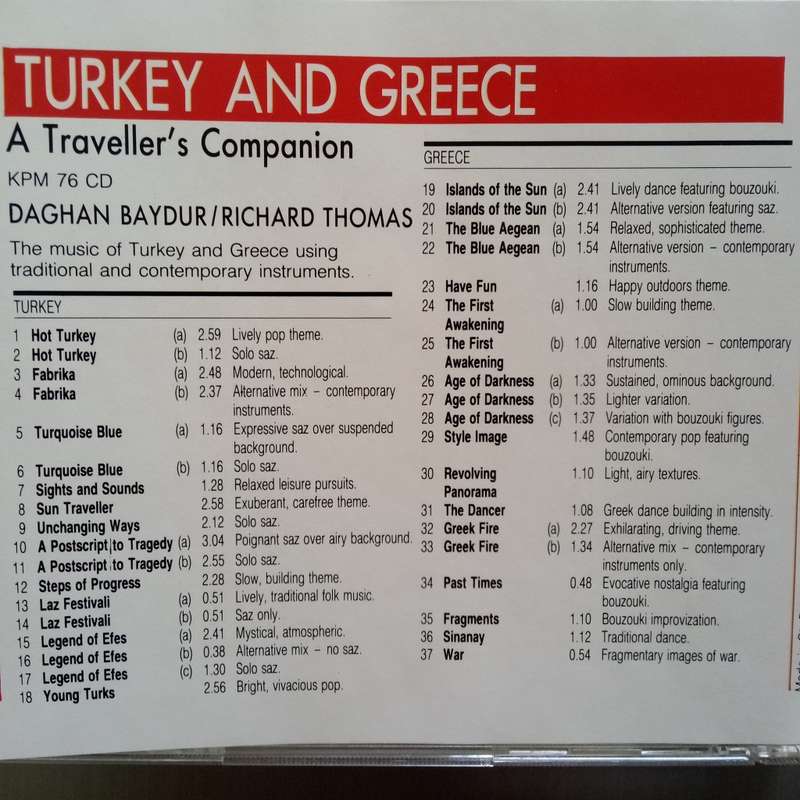 TURKEY AND GREECE
A Traveller's Companion
KPM 76 CD
DAGHAN BAYDUR/RICHARD THOMAS
The music of Turkey and Greece using
traditional and contemporary instruments.
TURKEY
1 Hot Turkey (a) 2.59 Lively pop theme.
2 Hot Turkey (b) 1.12 Solo saz.
3 Fabrika (a) 2.48 Modern, technological.
4 Fabrika (b) 2.37 Alternative mix – contemporary
instruments.
5 Turquoise Blue (a) 1.16 Expressive saz over suspended
background.
6 Turquoise Blue (b) 1.16 Solo saz.
7 Sights and Sounds 1.28 Relaxed leisure pursuits.
8 Sun Traveller 2.58 Exuberant, carefree theme.
9 Unchanging Ways 2.12 Solo saz.
10 A Postscript to Tragedy (a) 3.04 Poignant saz over airy background.
11 A Postscript to Tragedy (b) 2.55 Solo saz.
12 Steps of Progress 2.28 Slow, building theme.
13 Laz Festivali (a) 0.51 Lively, traditional folk music.
14 Laz Festivali (b) 0.51 Saz only.
15 Legend of Efes (a) 2.41 Mystical, atmospheric.
16 Legend of Efes (b) 0.38 Alternative mix – no saz.
17 Legend of Efes (c) 1.30 Solo saz.
18 Young Turks 2.56 Bright, vivacious pop.
GREECE
19 Islands of the Sun (a) 2.41 Lively dance featuring bouzouki.
20 Islands of the Sun (b) 2.41 Alternative version featuring saz.
21 The Blue Aegean (a) 1.54 Relaxed, sophisticated theme.
22 The Blue Aegean (b) 1.54 Alternative version – contemporary
instruments.
23 Have Fun 1.16 Happy outdoors theme.
24 The First (a) 1.00 Slow building theme.
Awakening
25 The First (b) 1.00 Alternative version – contemporary
Awakening instruments.
26 Age of Darkness (a) 1.33 Sustained, ominous background.
27 Age of Darkness (b) 1.35 Lighter variation.
28 Age of Darkness (c) 1.37 Variation with bouzouki figures.
29 Style Image 1.48 Contemporary pop featuring
bouzouki.
30 Revolving 1.10 Light, airy textures.
Panorama
31 The Dancer 1.08 Greek dance building in intensity.
32 Greek Fire (a) 2.27 Exhilarating, driving theme.
33 Greek Fire (b) 1.34 Alternative mix – contemporary
instruments only.
34 Past Times 0.48 Evocative nostalgia featuring
bouzouki.
35 Fragments 1.10 Bouzouki improvization.
36 Sinanay 1.12 Traditional dance.
37 War 0.54 Fragmentary images of war.